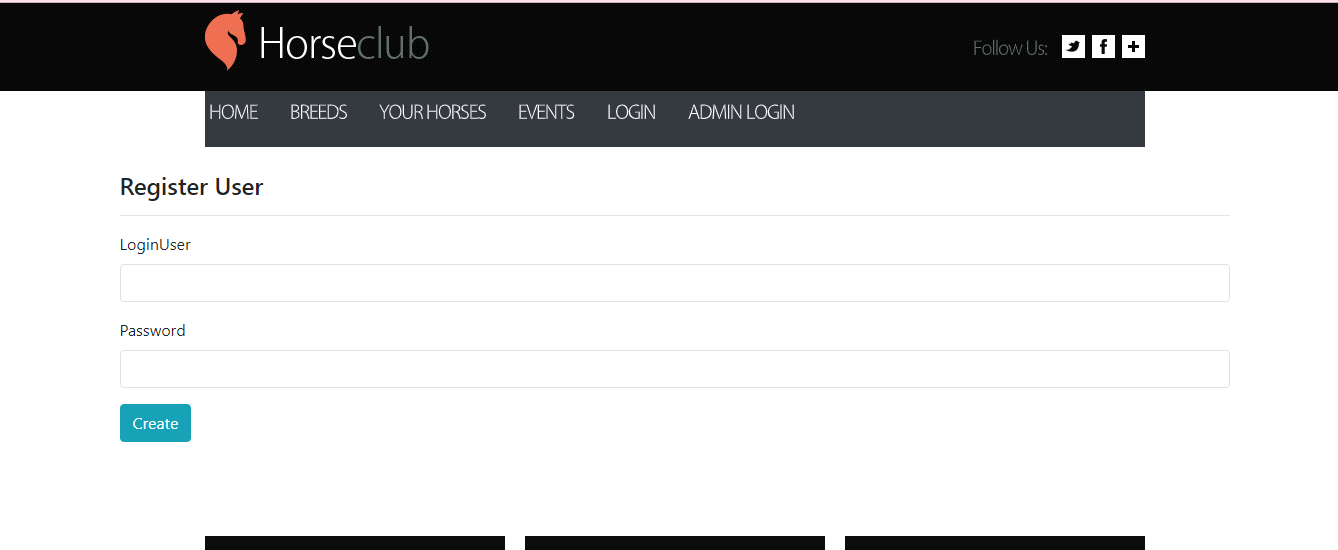 Horseclub
Follow Us:
HOME BREEDS YOUR HORSES EVENTS LOGIN ADMIN LOGIN
Register User
LoginUser
Password
Create